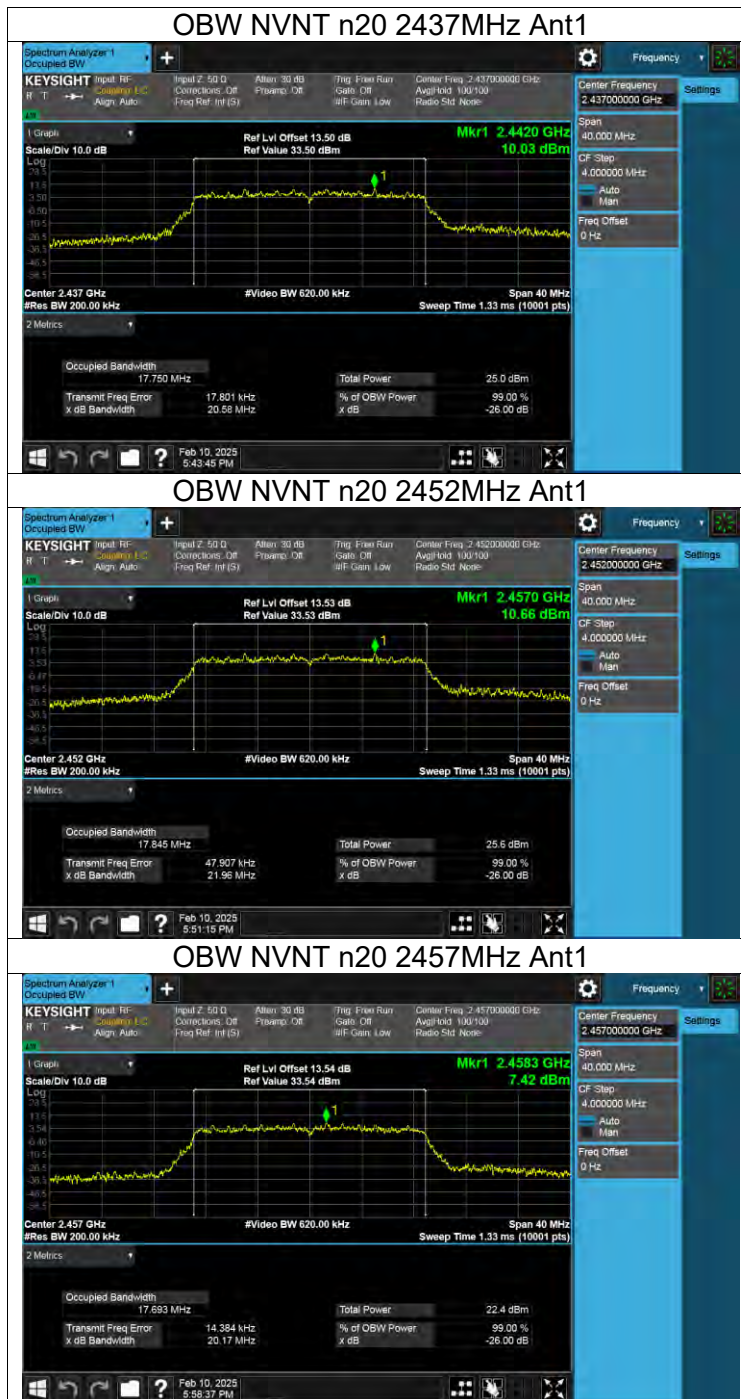 OBW NVNT n20 2437MHz Ant1
Spectrum Analyzer 1
Occupied BW
Frequency
KEYSIGHT Input: RF Input Z: 50 Ω Atten: 30 dB Trig: Free Run Center Freq: 2.437000000 GHz
R T Corrections: Off Preamp: Off Gate: Off Avg|Hold: 100/100
Align: Auto Freq Ref: Int (S) #IF Gain: Low Radio Std: None
Center Frequency
2.437000000 GHz
Settings
Span
40.000 MHz
CF Step
4.000000 MHz
Auto
Man
Freq Offset
0 Hz
1 Graph
Scale/Div 10.0 dB
Ref Lvl Offset 13.50 dB
Ref Value 33.50 dBm
Mkr1 2.4420 GHz
10.03 dBm
Log
1
Center 2.437 GHz
#Res BW 200.00 kHz
#Video BW 620.00 kHz
Span 40 MHz
Sweep Time 1.33 ms (10001 pts)
2 Metrics
Occupied Bandwidth
17.750 MHz
Total Power 25.0 dBm
Transmit Freq Error 17.801 kHz
% of OBW Power 99.00 %
x dB Bandwidth 20.58 MHz
x dB -26.00 dB
Feb 10, 2025
5:43:45 PM
OBW NVNT n20 2452MHz Ant1
Spectrum Analyzer 1
Occupied BW
Frequency
KEYSIGHT Input: RF Input Z: 50 Ω Atten: 30 dB Trig: Free Run Center Freq: 2.452000000 GHz
R T Corrections: Off Preamp: Off Gate: Off Avg|Hold: 100/100
Align: Auto Freq Ref: Int (S) #IF Gain: Low Radio Std: None
Center Frequency
2.452000000 GHz
Settings
Span
40.000 MHz
CF Step
4.000000 MHz
Auto
Man
Freq Offset
0 Hz
1 Graph
Scale/Div 10.0 dB
Ref Lvl Offset 13.53 dB
Ref Value 33.53 dBm
Mkr1 2.4570 GHz
10.66 dBm
Log
1
Center 2.452 GHz
#Res BW 200.00 kHz
#Video BW 620.00 kHz
Span 40 MHz
Sweep Time 1.33 ms (10001 pts)
2 Metrics
Occupied Bandwidth
17.845 MHz
Total Power 25.6 dBm
Transmit Freq Error 47.907 kHz
% of OBW Power 99.00 %
x dB Bandwidth 21.96 MHz
x dB -26.00 dB
Feb 10, 2025
5:51:15 PM
OBW NVNT n20 2457MHz Ant1
Spectrum Analyzer 1
Occupied BW
Frequency
KEYSIGHT Input: RF Input Z: 50 Ω Atten: 30 dB Trig: Free Run Center Freq: 2.457000000 GHz
R T Corrections: Off Preamp: Off Gate: Off Avg|Hold: 100/100
Align: Auto Freq Ref: Int (S) #IF Gain: Low Radio Std: None
Center Frequency
2.457000000 GHz
Settings
Span
40.000 MHz
CF Step
4.000000 MHz
Auto
Man
Freq Offset
0 Hz
1 Graph
Scale/Div 10.0 dB
Ref Lvl Offset 13.54 dB
Ref Value 33.54 dBm
Mkr1 2.4583 GHz
7.42 dBm
Log
1
Center 2.457 GHz
#Res BW 200.00 kHz
#Video BW 620.00 kHz
Span 40 MHz
Sweep Time 1.33 ms (10001 pts)
2 Metrics
Occupied Bandwidth
17.693 MHz
Total Power 22.4 dBm
Transmit Freq Error 14.384 kHz
% of OBW Power 99.00 %
x dB Bandwidth 20.17 MHz
x dB -26.00 dB
Feb 10, 2025
5:58:37 PM